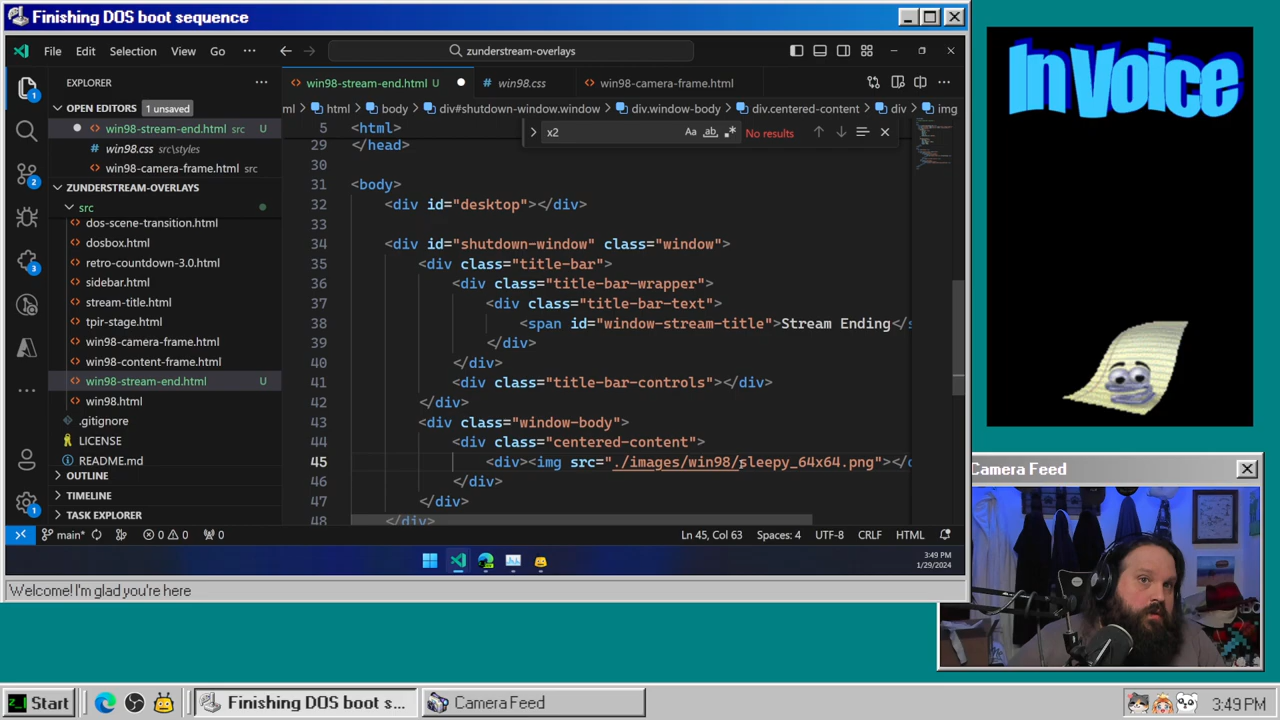 Finishing DOS boot sequence
InVoice
File Edit Selection View Go ··· zunderstream-overlays
EXPLORER ···
win98-stream-end.html U
win98.css
win98-camera-frame.html
OPEN EDITORS 1 unsaved
ml > html > body > div#shutdown-window.window > div.window-body > div.centered-content > div > img
win98-stream-end.html src U
win98.css src\styles
win98-camera-frame.html src
x2 Aa ab No results
ZUNDERSTREAM-OVERLAYS
src
dos-scene-transition.html
dosbox.html
retro-countdown-3.0.html
sidebar.html
stream-title.html
tpir-stage.html
win98-camera-frame.html
win98-content-frame.html
win98-stream-end.html U
win98.html
.gitignore
LICENSE
README.md
OUTLINE
TIMELINE
TASK EXPLORER
5 <html>
29 </head>
30
31 <body>
32 <div id="desktop"></div>
33
34 <div id="shutdown-window" class="window">
35 <div class="title-bar">
36 <div class="title-bar-wrapper">
37 <div class="title-bar-text">
38 <span id="window-stream-title">Stream Ending</s
39 </div>
40 </div>
41 <div class="title-bar-controls"></div>
42 </div>
43 <div class="window-body">
44 <div class="centered-content">
45 <div><img src="./images/win98/sleepy_64x64.png"></d
46 </div>
47 </div>
48 </div>
1 2 3 1
main* 0 0 0 Ln 45, Col 63 Spaces: 4 UTF-8 CRLF HTML
3:49 PM
1/29/2024
Welcome! I'm glad you're here
Camera Feed
Start Finishing DOS boot s... Camera Feed 3:49 PM